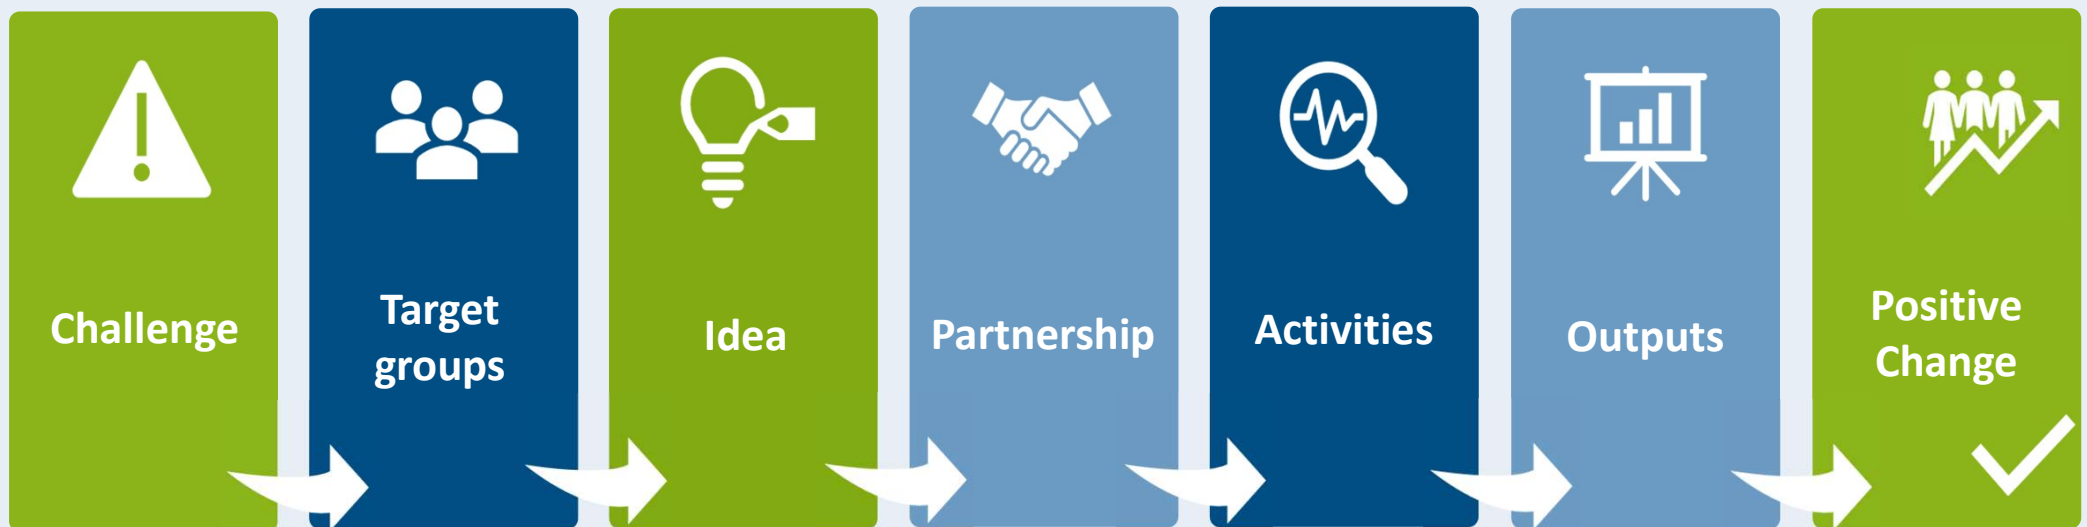 Challenge
Target
groups
Idea
Partnership
Activities
Outputs
Positive
Change